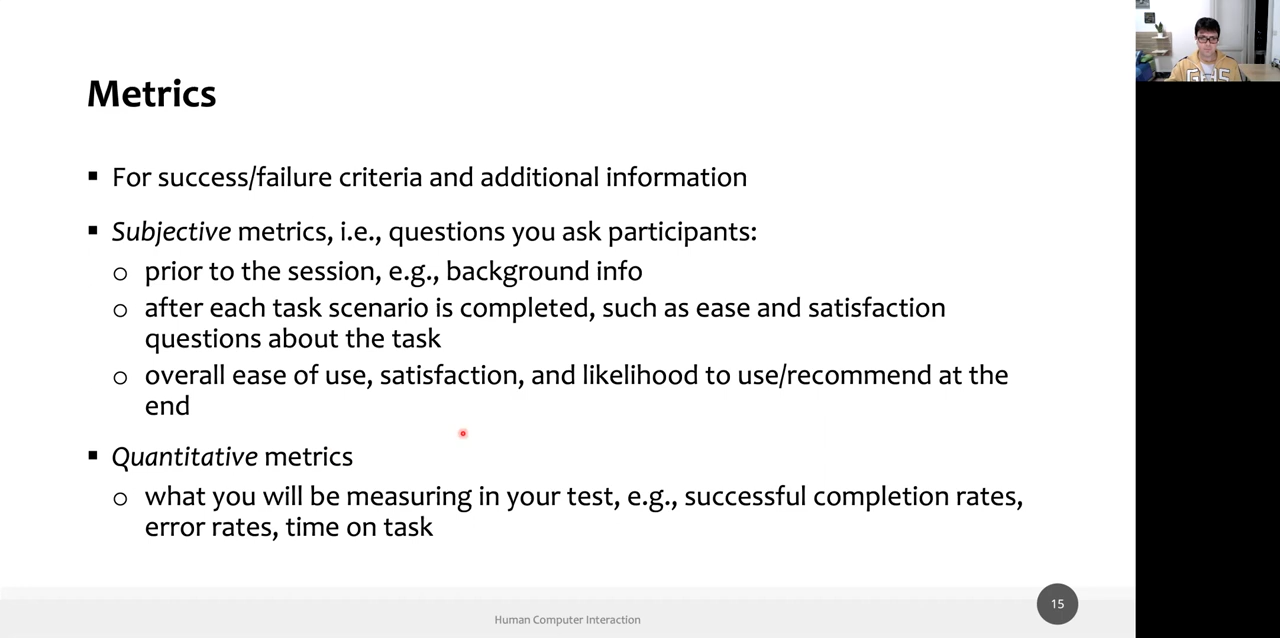 Metrics
▪ For success/failure criteria and additional information
▪ Subjective metrics, i.e., questions you ask participants:
o prior to the session, e.g., background info
o after each task scenario is completed, such as ease and satisfaction
questions about the task
o overall ease of use, satisfaction, and likelihood to use/recommend at the
end
▪ Quantitative metrics
o what you will be measuring in your test, e.g., successful completion rates,
error rates, time on task
Human Computer Interaction
15